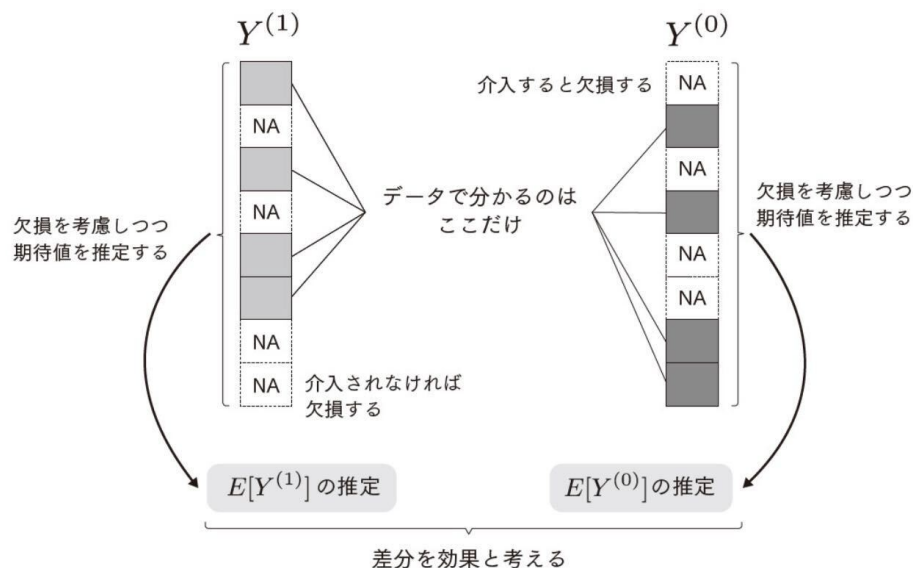 Y^{(1)}
Y^{(0)}
介入すると欠損する
NA
NA
NA
データで分かるのは
ここだけ
欠損を考慮しつつ
期待値を推定する
NA
欠損を考慮しつつ
期待値を推定する
NA
NA
NA
NA
NA
介入されなければ
欠損する
E[Y^{(1)}] の推定
E[Y^{(0)}] の推定
差分を効果と考える